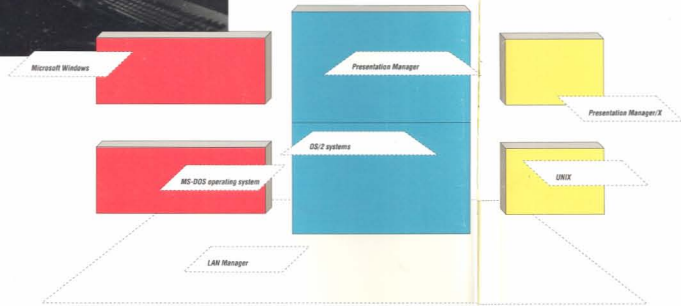 Microsoft Windows
Presentation Manager
Presentation Manager/X
OS/2 systems
MS-DOS operating system
UNIX
LAN Manager